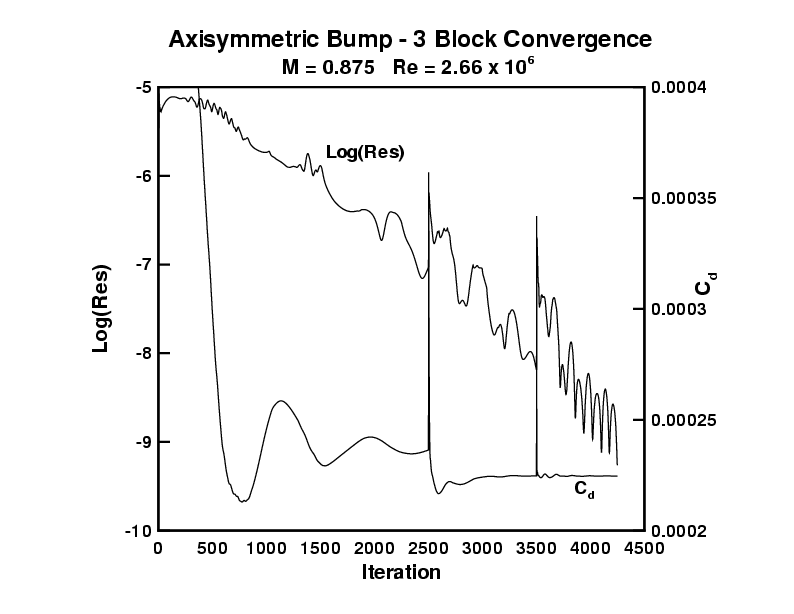 Axisymmetric Bump - 3 Block Convergence
M = 0.875 Re = 2.66 x 10⁶
-5
-6
-7
-8
-9
-10
Log(Res)
Log(Res)
C_d
0.0004
0.00035
0.0003
0.00025
0.0002
C_d
0 500 1000 1500 2000 2500 3000 3500 4000 4500
Iteration